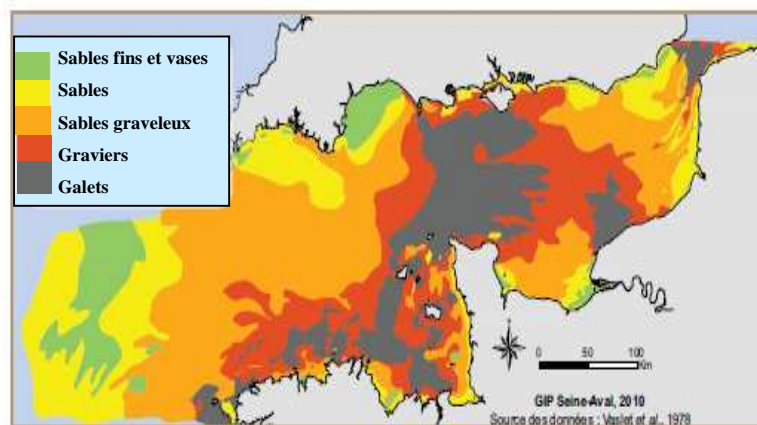 Sables fins et vases
Sables
Sables graveleux
Graviers
Galets
0 50 100
Km
GIP Seine-Aval, 2010
Source des données : Vaslet et al., 1978